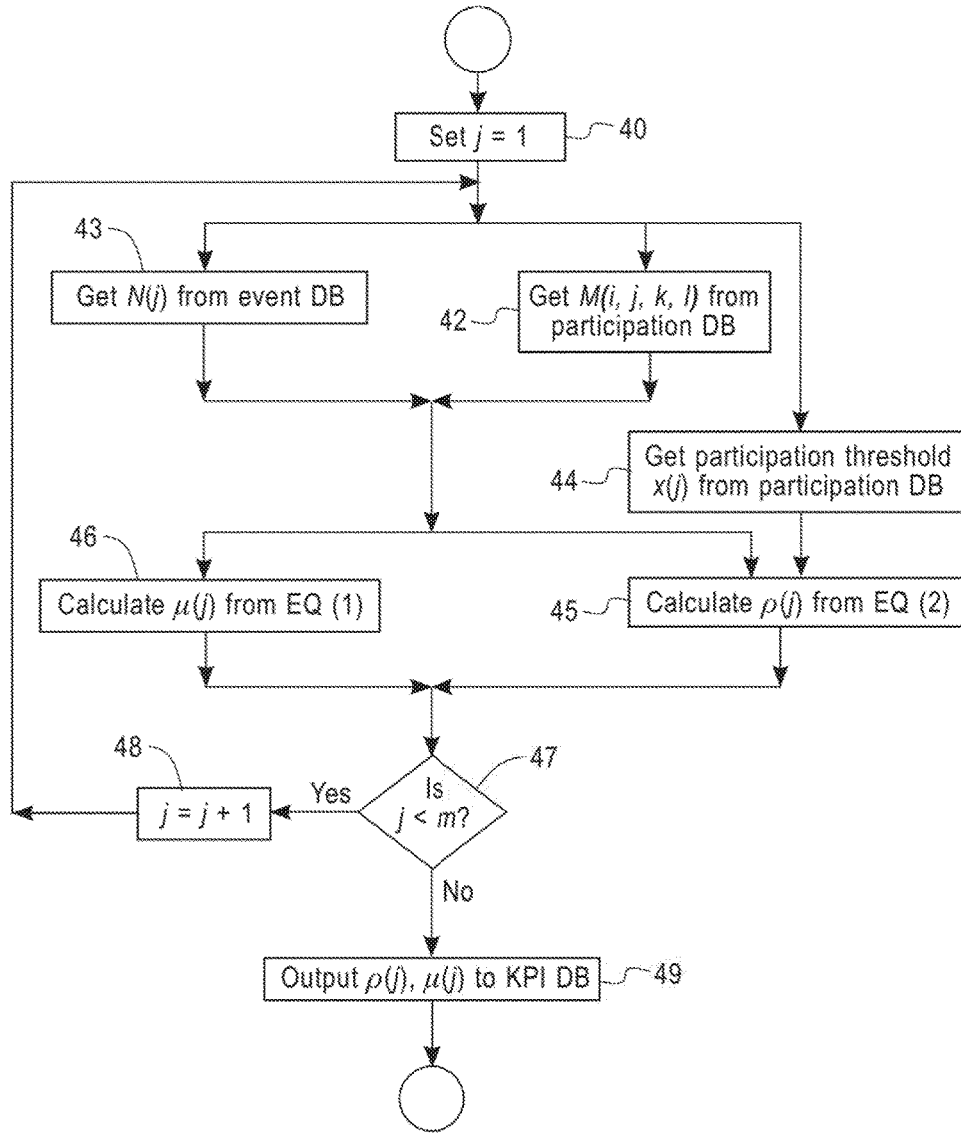 Set j = 1
40
43
Get N(j) from event DB
42
Get M(i, j, k, l) from
participation DB
44
Get participation threshold
x(j) from participation DB
46
Calculate μ(j) from EQ (1)
45
Calculate ρ(j) from EQ (2)
48
j = j + 1
Yes
47
Is
j < m?
No
Output ρ(j), μ(j) to KPI DB
49